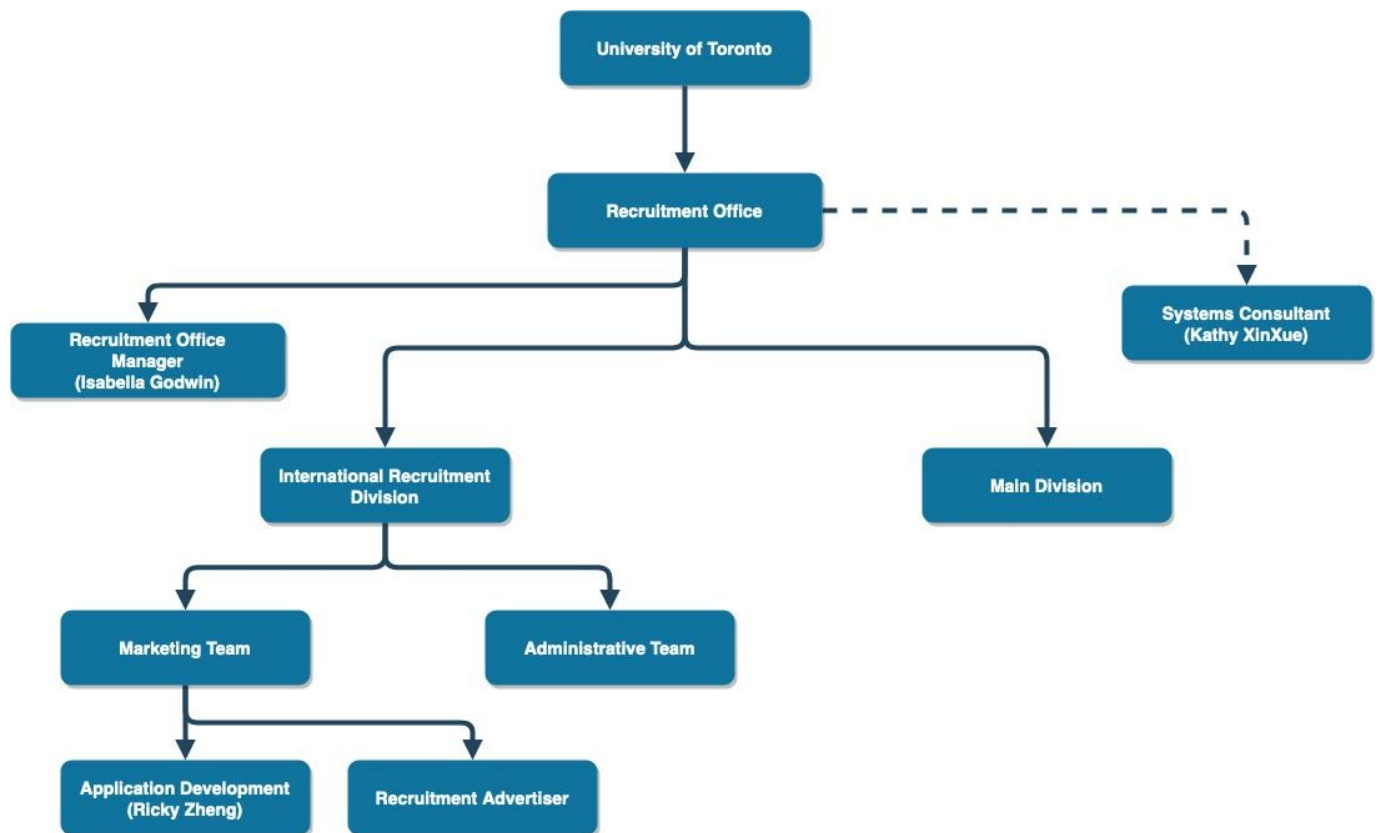 University of Toronto
Recruitment Office
Systems Consultant
(Kathy XinXue)
Recruitment Office
Manager
(Isabella Godwin)
International Recruitment
Division
Main Division
Marketing Team
Administrative Team
Application Development
(Ricky Zheng)
Recruitment Advertiser